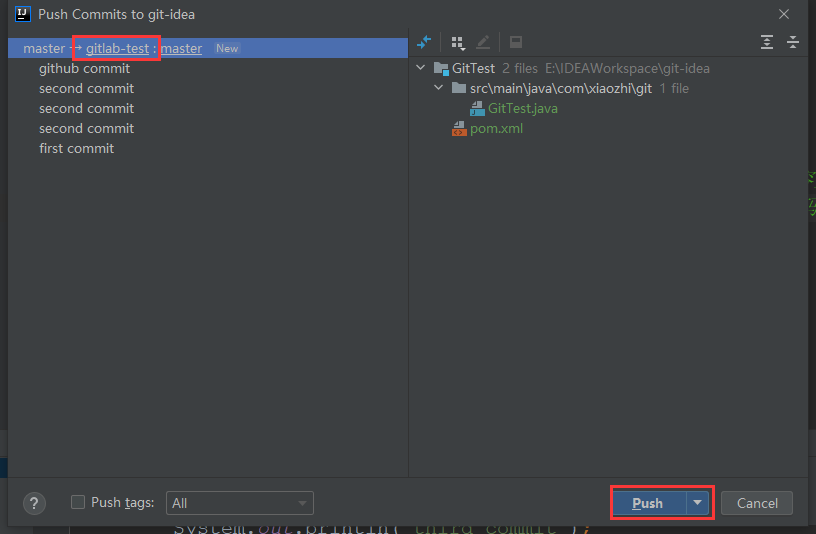 Push Commits to git-idea
master → gitlab-test : master New
github commit
second commit
second commit
second commit
first commit
GitTest 2 files E:\IDEAWorkspace\git-idea
src\main\java\com\xiaozhi\git 1 file
GitTest.java
pom.xml
? Push tags: All Push Cancel
System.out.println("third commit");